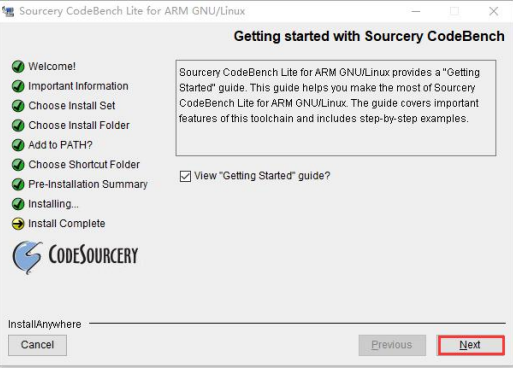 Sourcery CodeBench Lite for ARM GNU/Linux
Getting started with Sourcery CodeBench
Welcome!
Important Information
Choose Install Set
Choose Install Folder
Add to PATH?
Choose Shortcut Folder
Pre-Installation Summary
Installing...
Install Complete
CODESOURCERY
Sourcery CodeBench Lite for ARM GNU/Linux provides a "Getting
Started" guide. This guide helps you make the most of Sourcery
CodeBench Lite for ARM GNU/Linux. The guide covers important
features of this toolchain and includes step-by-step examples.
View "Getting Started" guide?
InstallAnywhere
Cancel
Previous
Next